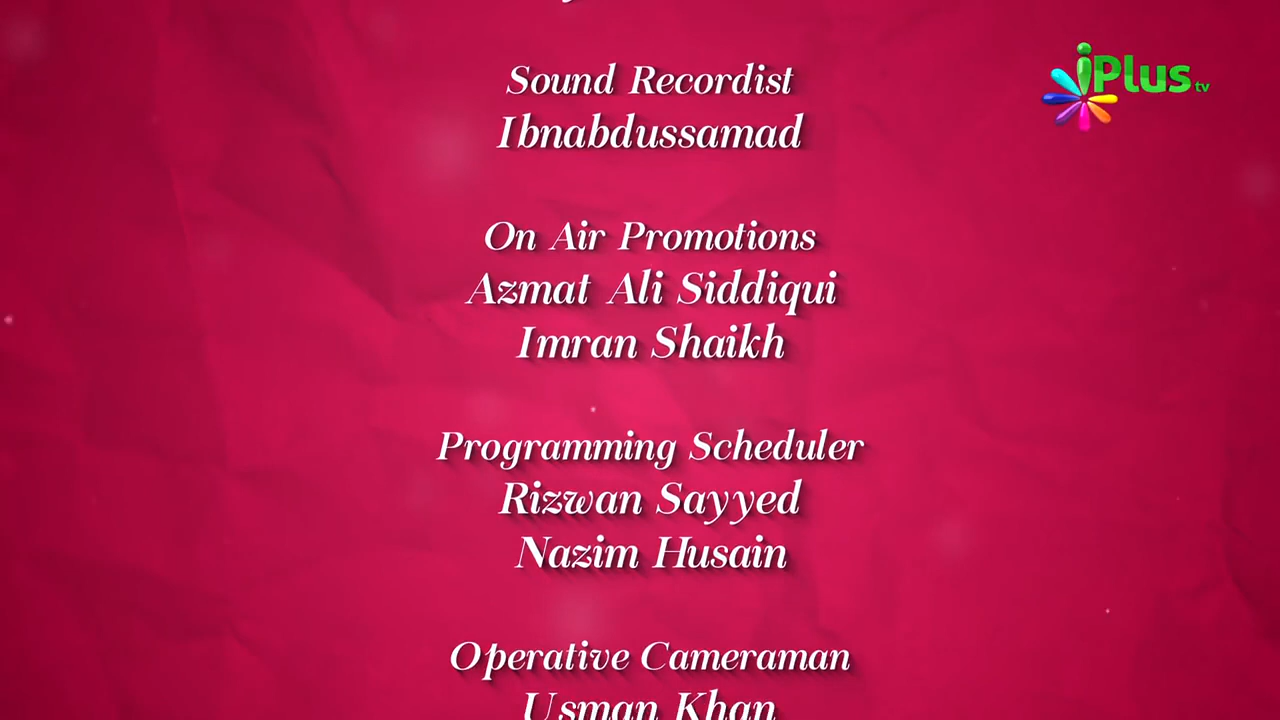 Sound Recordist
Ibnabdussamad
iPlus tv
On Air Promotions
Azmat Ali Siddiqui
Imran Shaikh
Programming Scheduler
Rizwan Sayyed
Nazim Husain
Operative Cameraman
Usman Khan